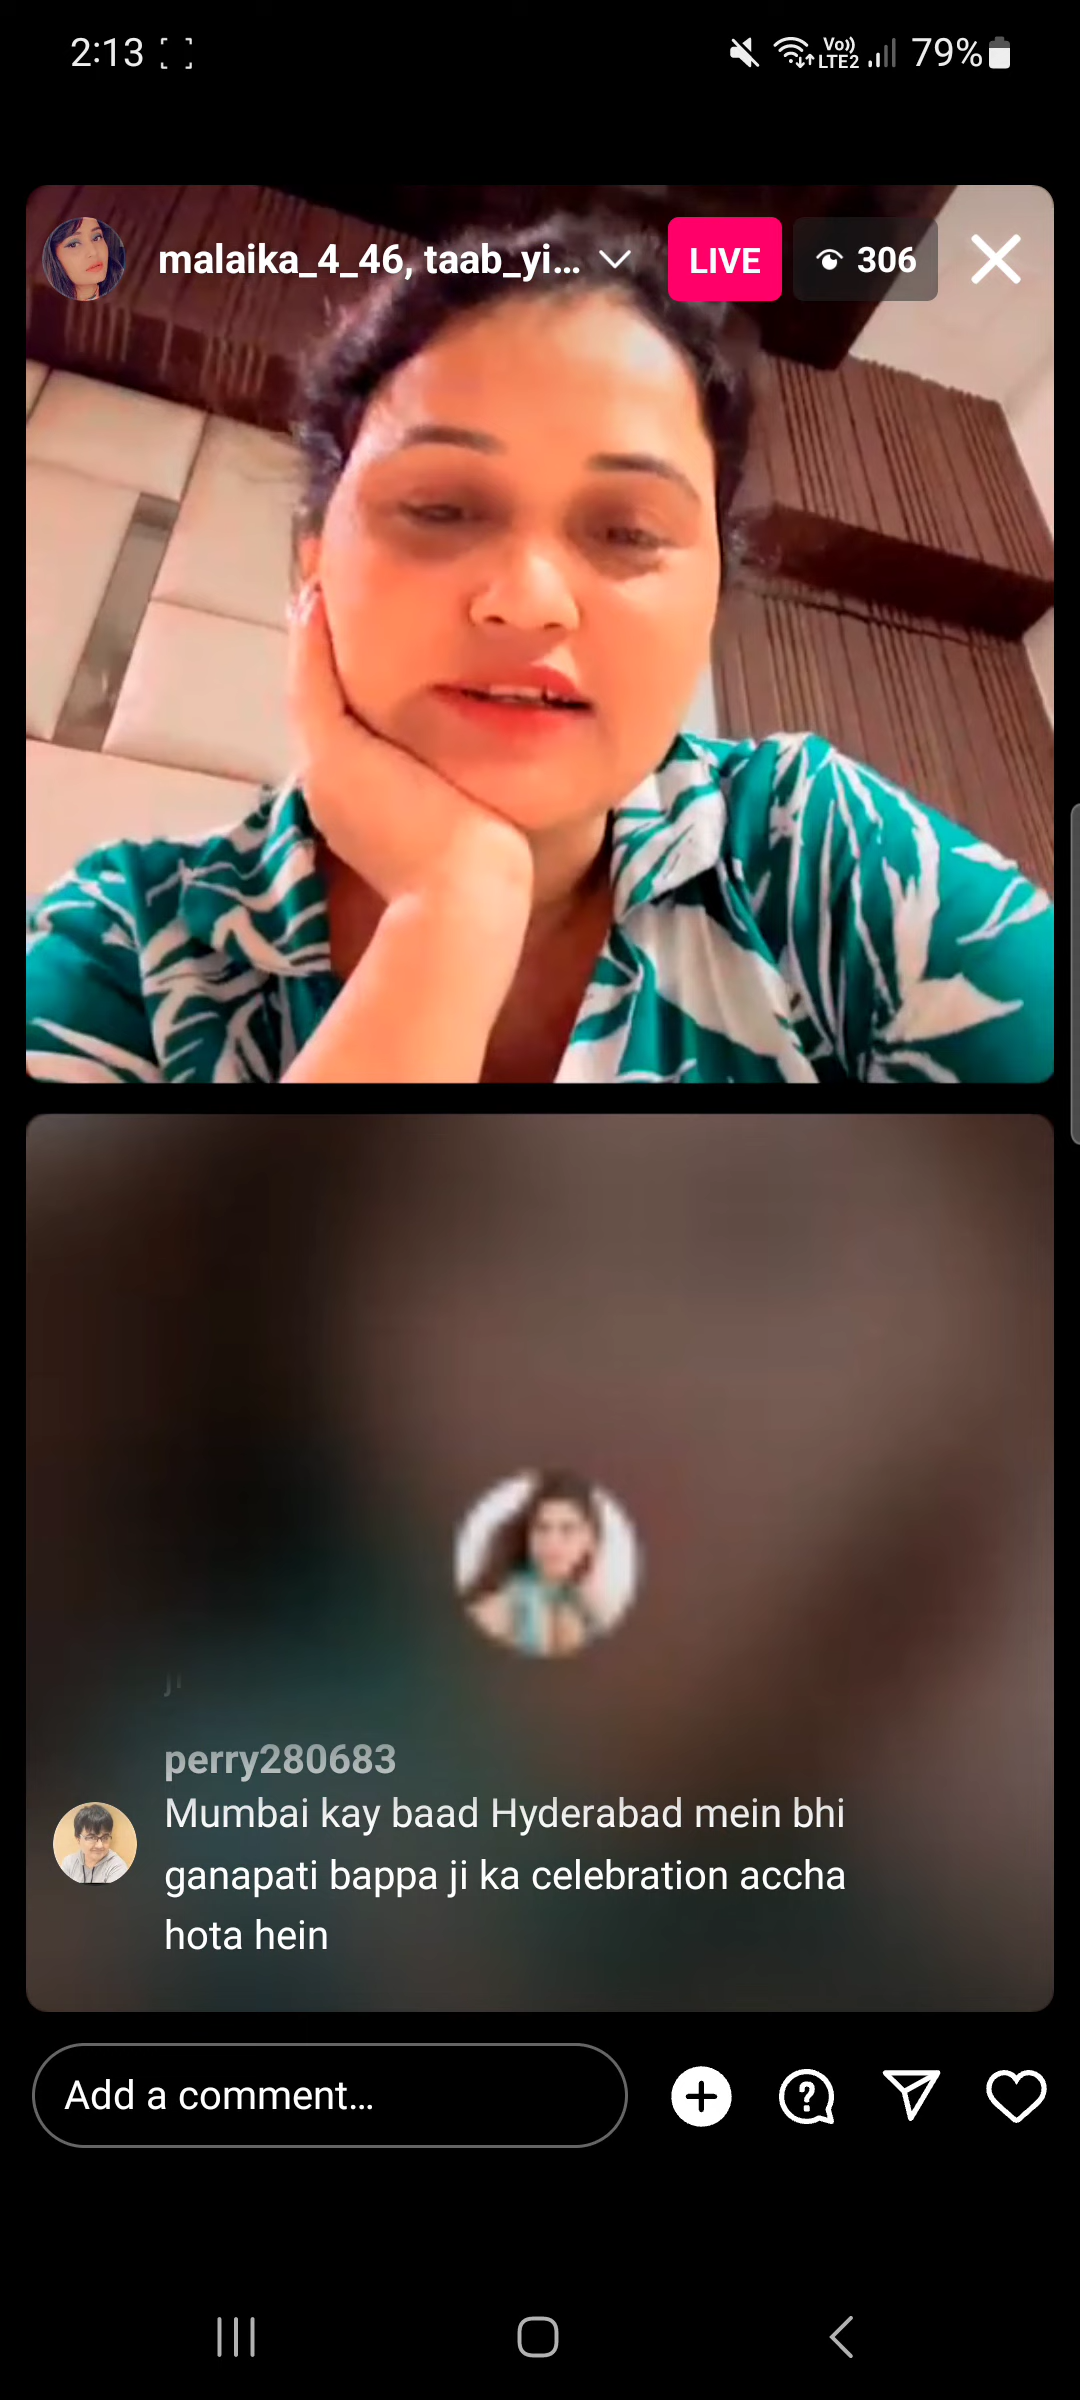 2:13
Vo)) LTE2 79%
malaika_4_46, taab_yi... LIVE 306
perry280683
Mumbai kay baad Hyderabad mein bhi
ganapati bappa ji ka celebration accha
hota hein
Add a comment...